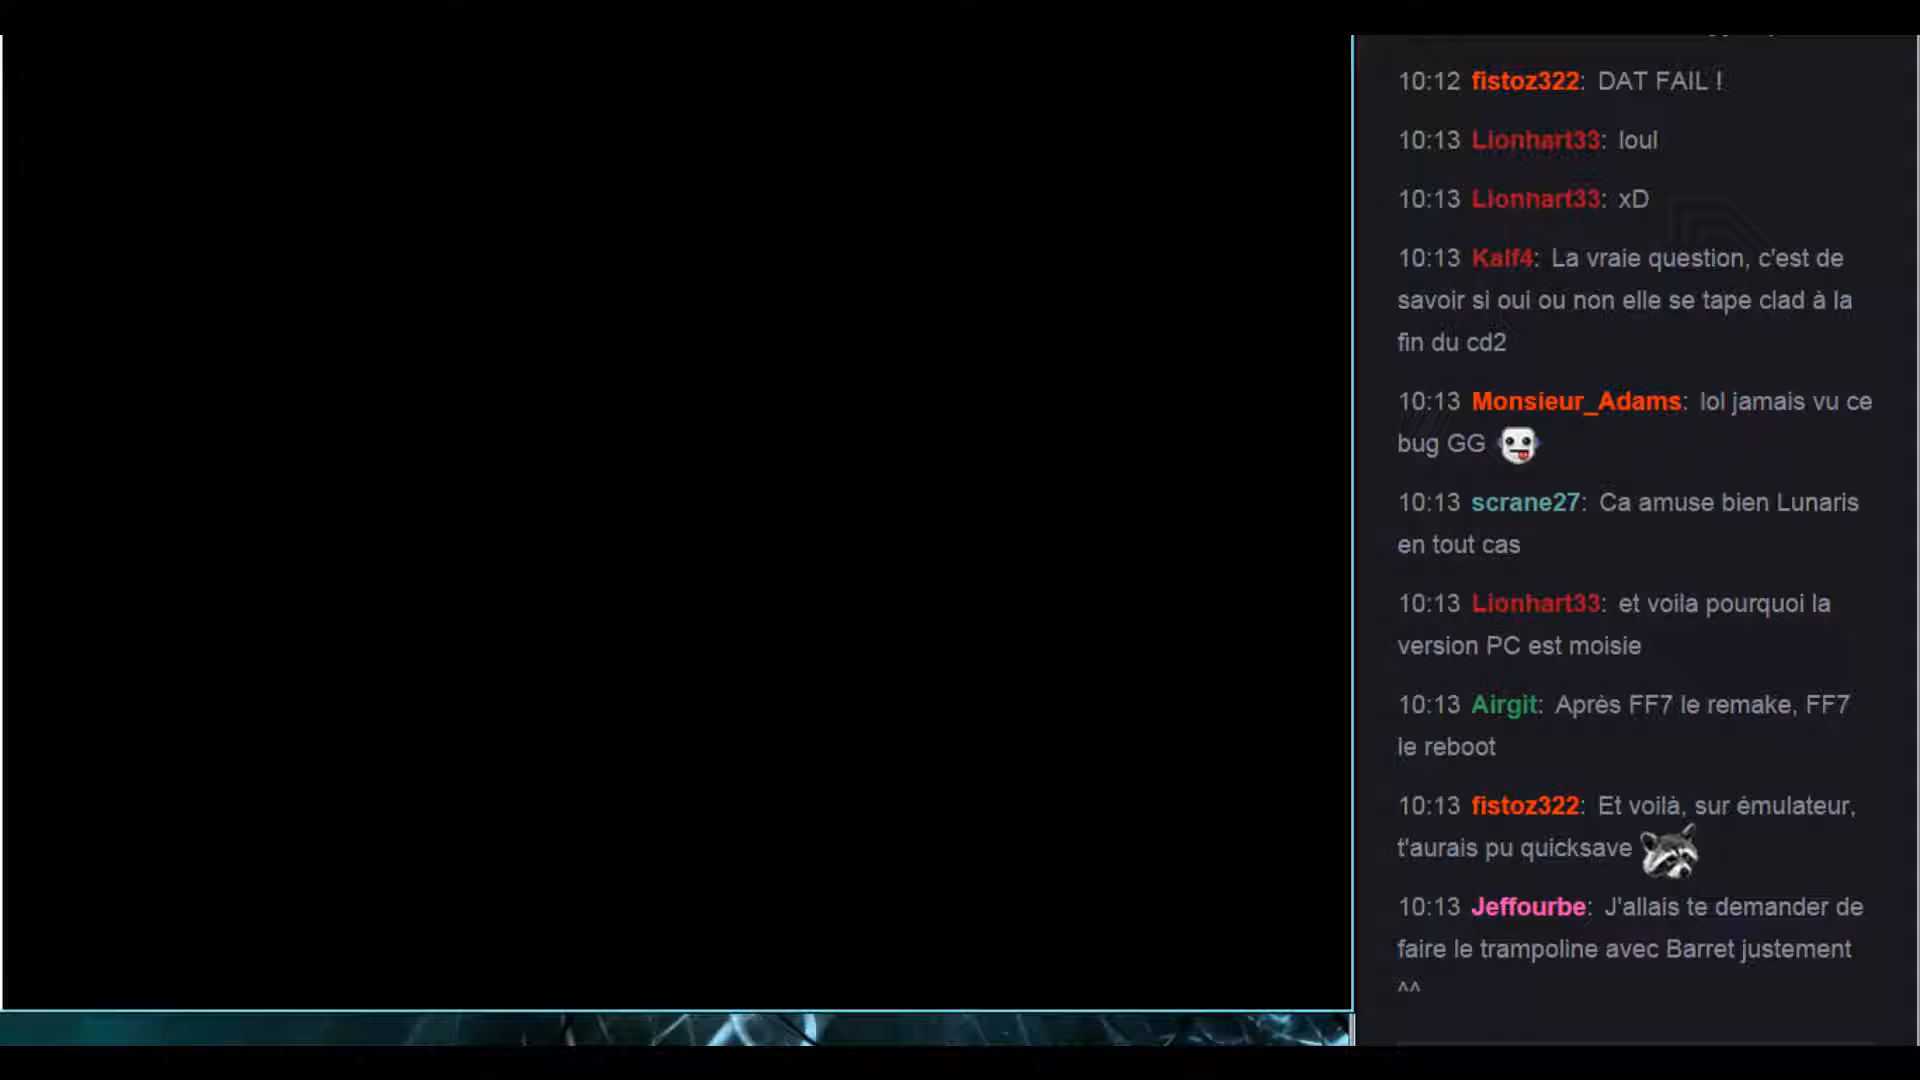 10:12 fistoz322: DAT FAIL !
10:13 Lionhart33: loul
10:13 Lionhart33: xD
10:13 Kalf4: La vraie question, c'est de
savoir si oui ou non elle se tape clad à la
fin du cd2
10:13 Monsieur_Adams: lol jamais vu ce
bug GG
10:13 scrane27: Ca amuse bien Lunaris
en tout cas
10:13 Lionhart33: et voila pourquoi la
version PC est moisie
10:13 Airgit: Après FF7 le remake, FF7
le reboot
10:13 fistoz322: Et voilà, sur émulateur,
t'aurais pu quicksave
10:13 Jeffourbe: J'allais te demander de
faire le trampoline avec Barret justement
^^